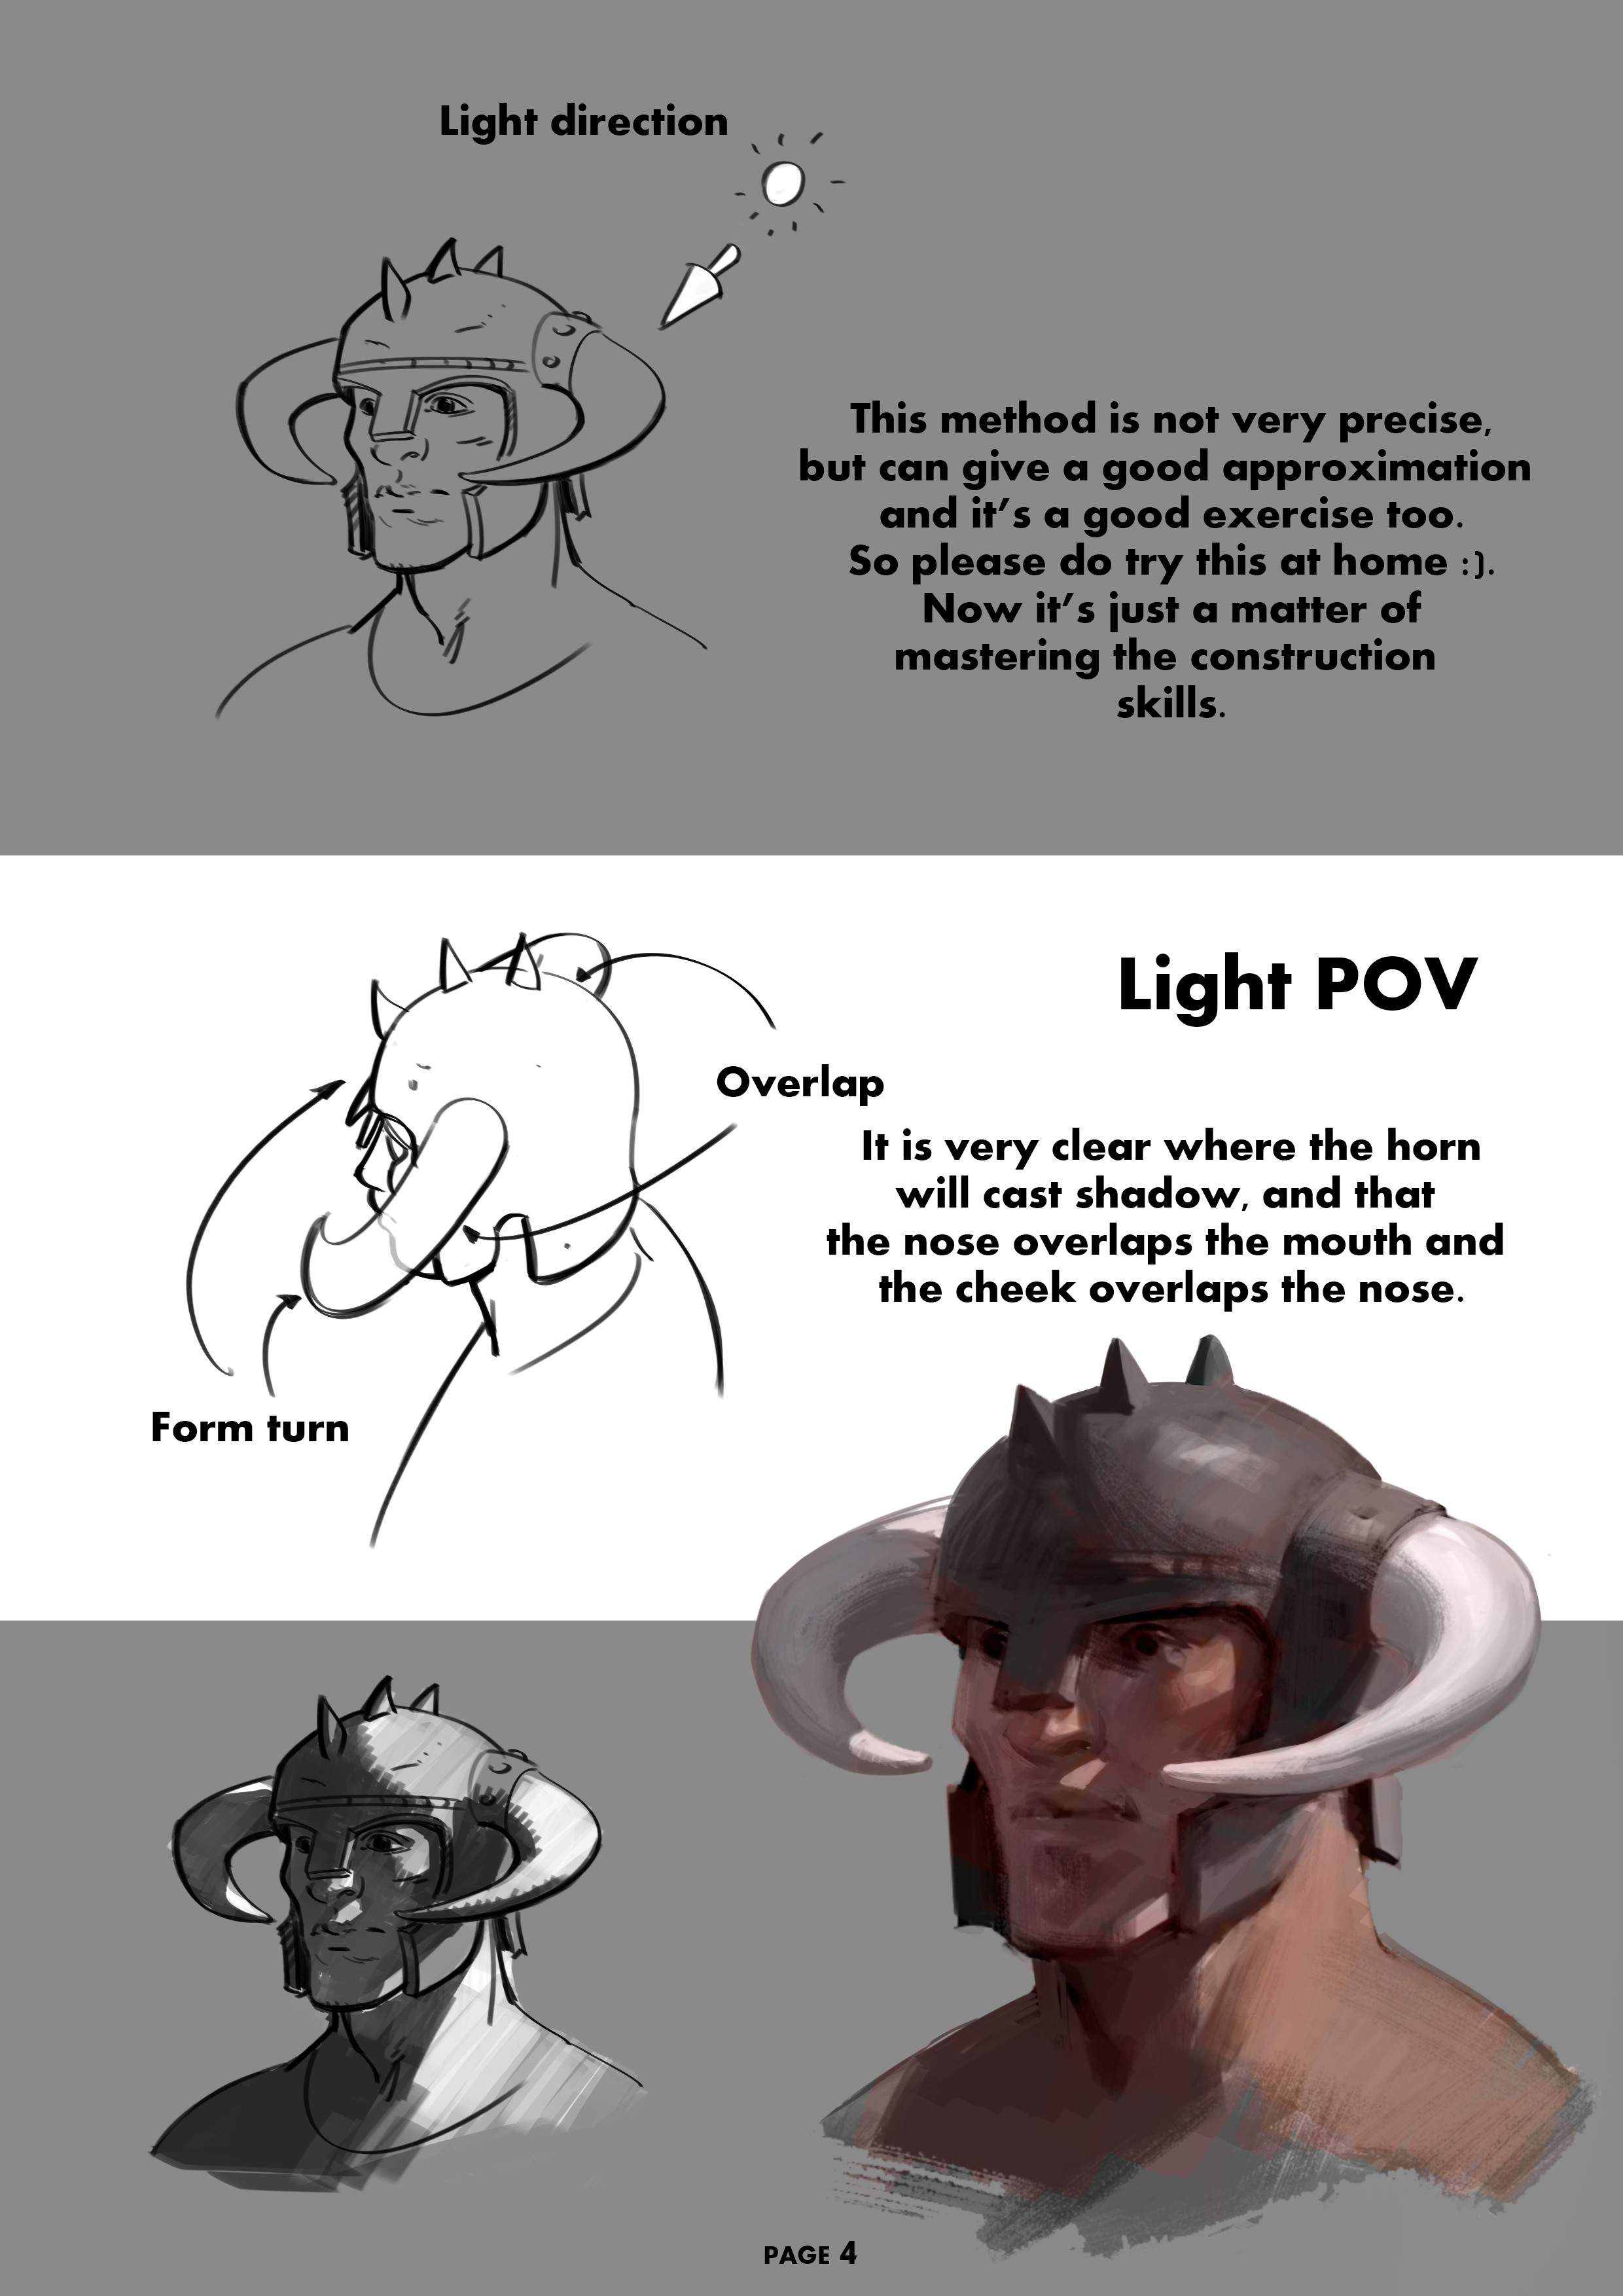 Light direction
This method is not very precise,
but can give a good approximation
and it's a good exercise too.
So please do try this at home :).
Now it's just a matter of
mastering the construction
skills.
Light POV
Overlap
It is very clear where the horn
will cast shadow, and that
the nose overlaps the mouth and
the cheek overlaps the nose.
Form turn
PAGE 4